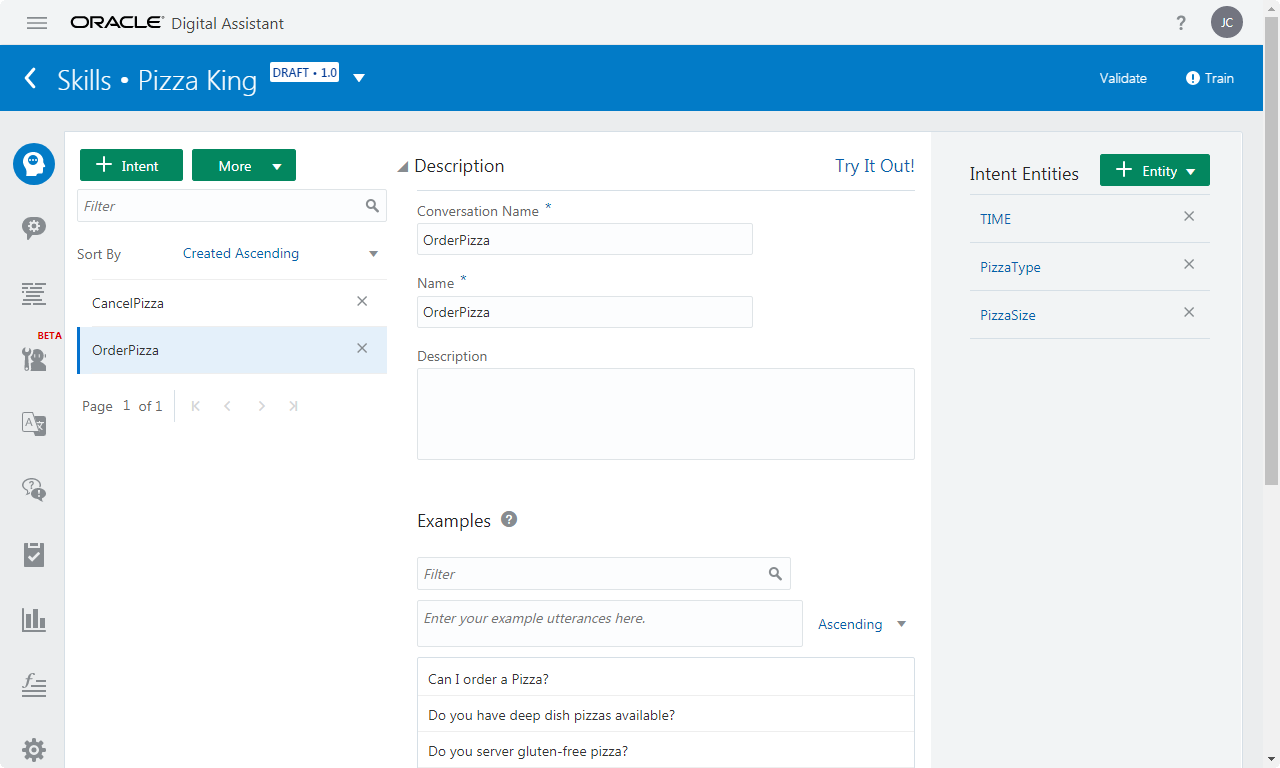 ORACLE Digital Assistant
?
JC
Skills • Pizza King
DRAFT • 1.0
Validate
Train
Intent
More
Filter
Sort By
Created Ascending
CancelPizza
OrderPizza
Page 1 of 1
BETA
Description
Try It Out!
Conversation Name *
OrderPizza
Name *
OrderPizza
Description
Examples ?
Filter
Enter your example utterances here.
Ascending
Can I order a Pizza?
Do you have deep dish pizzas available?
Do you server gluten-free pizza?
Intent Entities
Entity
TIME
PizzaType
PizzaSize